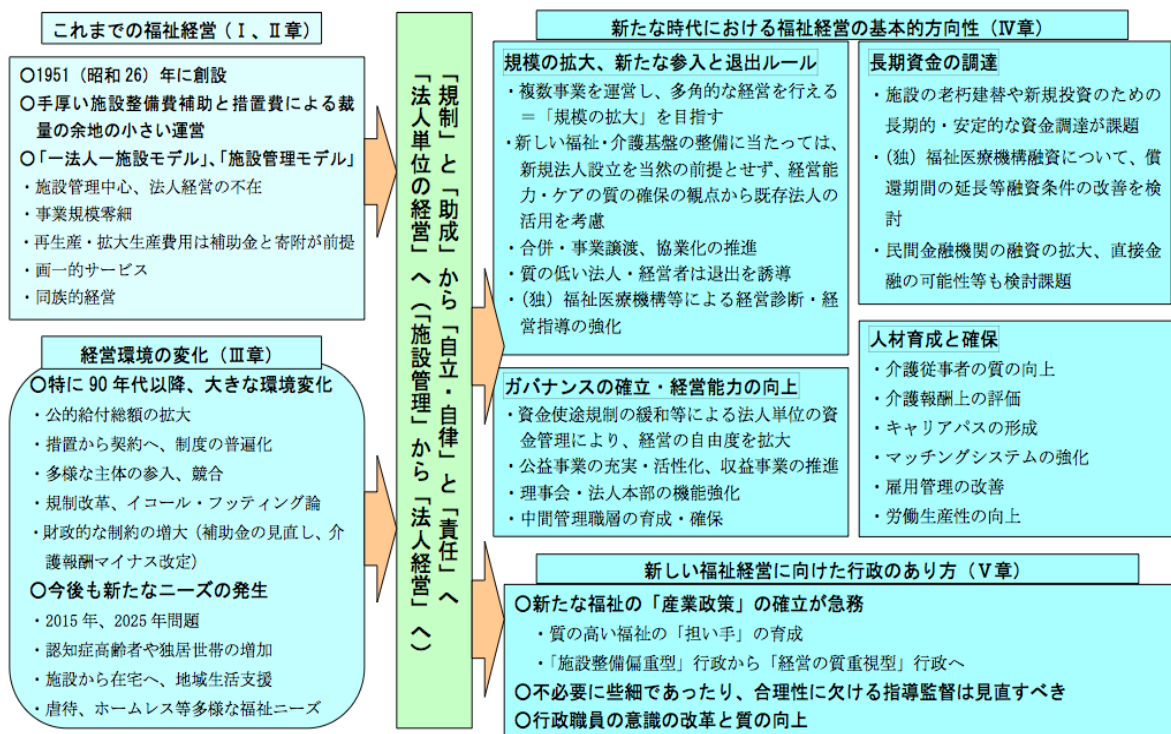 これまでの福祉経営(Ⅰ、Ⅱ章)
〇1951(昭和26)年に創設
〇手厚い施設整備費補助と措置費による裁
量の余地の小さい運営
〇「一法人一施設モデル」、「施設管理モデル」
・施設管理中心、法人経営の不在
・事業規模零細
・再生産・拡大生産費用は補助金と寄附が前提
・画一的サービス
・同族的経営
経営環境の変化(Ⅲ章)
〇特に90年代以降、大きな環境変化
・公的給付総額の拡大
・措置から契約へ、制度の普遍化
・多様な主体の参入、競合
・規制改革、イコール・フッティング論
・財政的な制約の増大(補助金の見直し、介
護報酬マイナス改定)
〇今後も新たなニーズの発生
・2015年、2025年問題
・認知症高齢者や独居世帯の増加
・施設から在宅へ、地域生活支援
・虐待、ホームレス等多様な福祉ニーズ
「規制」と「助成」から「自立・自律」と「責任」へ
「法人単位の経営」へ(「施設管理」から「法人経営」へ)
新たな時代における福祉経営の基本的方向性(Ⅳ章)
規模の拡大、新たな参入と退出ルール
・複数事業を運営し、多角的な経営を行える
=「規模の拡大」を目指す
・新しい福祉・介護基盤の整備に当たっては、
新規法人設立を当然の前提とせず、経営能
力・ケアの質の確保の観点から既存法人の
活用を考慮
・合併・事業譲渡、協業化の推進
・質の低い法人・経営者は退出を誘導
・(独)福祉医療機構等による経営診断・経
営指導の強化
長期資金の調達
・施設の老朽建替や新規投資のための
長期的・安定的な資金調達が課題
・(独)福祉医療機構融資について、償
還期間の延長等融資条件の改善を検
討
・民間金融機関の融資の拡大、直接金
融の可能性等も検討課題
ガバナンスの確立・経営能力の向上
・資金使途規制の緩和等による法人単位の資
金管理により、経営の自由度を拡大
・公益事業の充実・活性化、収益事業の推進
・理事会・法人本部の機能強化
・中間管理職層の育成・確保
人材育成と確保
・介護従事者の質の向上
・介護報酬上の評価
・キャリアパスの形成
・マッチングシステムの強化
・雇用管理の改善
・労働生産性の向上
新しい福祉経営に向けた行政のあり方(Ⅴ章)
〇新たな福祉の「産業政策」の確立が急務
・質の高い福祉の「担い手」の育成
・「施設整備偏重型」行政から「経営の質重視型」行政へ
〇不必要に些細であったり、合理性に欠ける指導監督は見直すべき
〇行政職員の意識の改革と質の向上